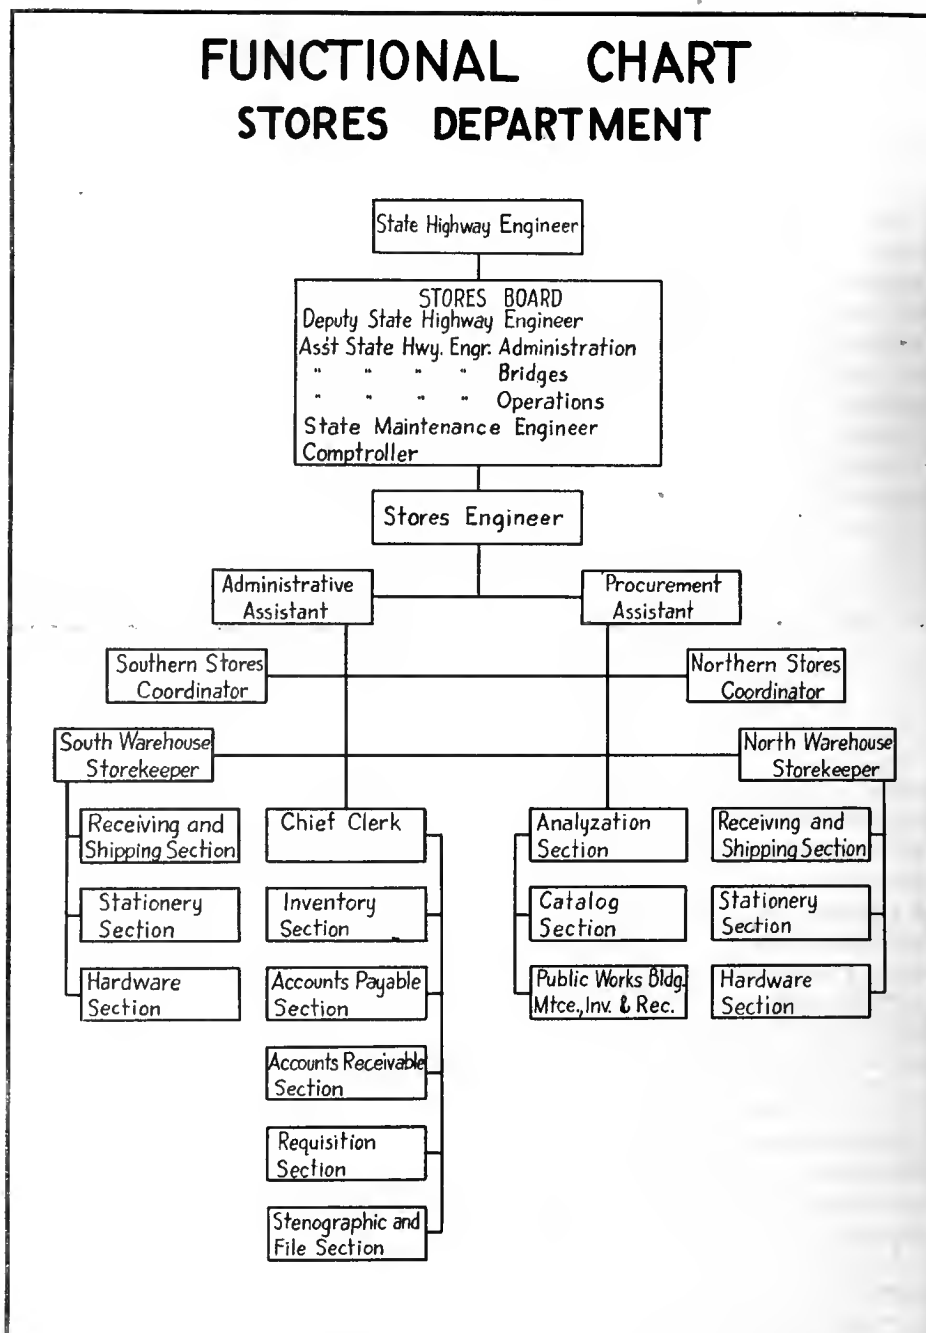 FUNCTIONAL CHART
STORES DEPARTMENT
State Highway Engineer
STORES BOARD
Deputy State Highway Engineer
Ass't State Hwy. Engr. Administration
" " " " Bridges
" " " " Operations
State Maintenance Engineer
Comptroller
Stores Engineer
Administrative
Assistant
Procurement
Assistant
Southern Stores
Coordinator
Northern Stores
Coordinator
South Warehouse
Storekeeper
North Warehouse
Storekeeper
Receiving and
Shipping Section
Stationery
Section
Hardware
Section
Chief Clerk
Inventory
Section
Accounts Payable
Section
Accounts Receivable
Section
Requisition
Section
Stenographic and
File Section
Analyzation
Section
Catalog
Section
Public Works Bldg.
Mtce., Inv. & Rec.
Receiving and
Shipping Section
Stationery
Section
Hardware
Section